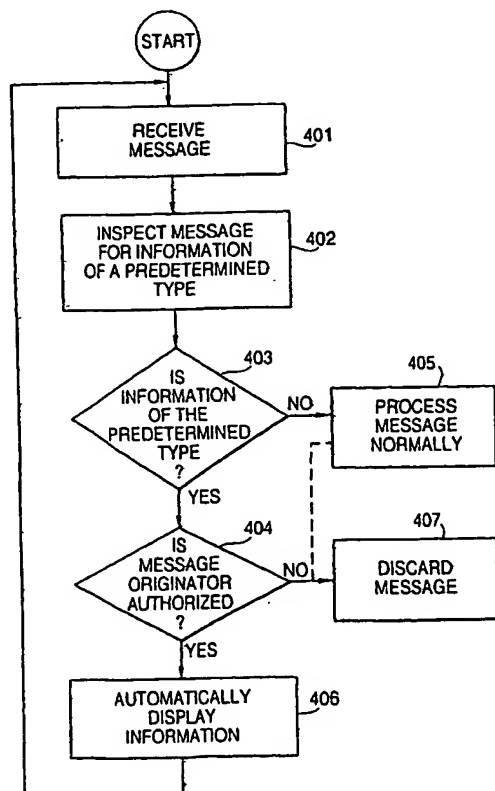 START
RECEIVE
MESSAGE
401
INSPECT MESSAGE
FOR INFORMATION
OF A PREDETERMINED
TYPE
402
403
IS
INFORMATION
OF THE
PREDETERMINED
TYPE
?
NO
YES
405
PROCESS
MESSAGE
NORMALLY
404
IS
MESSAGE
ORIGINATOR
AUTHORIZED
?
NO
YES
407
DISCARD
MESSAGE
AUTOMATICALLY
DISPLAY
INFORMATION
406